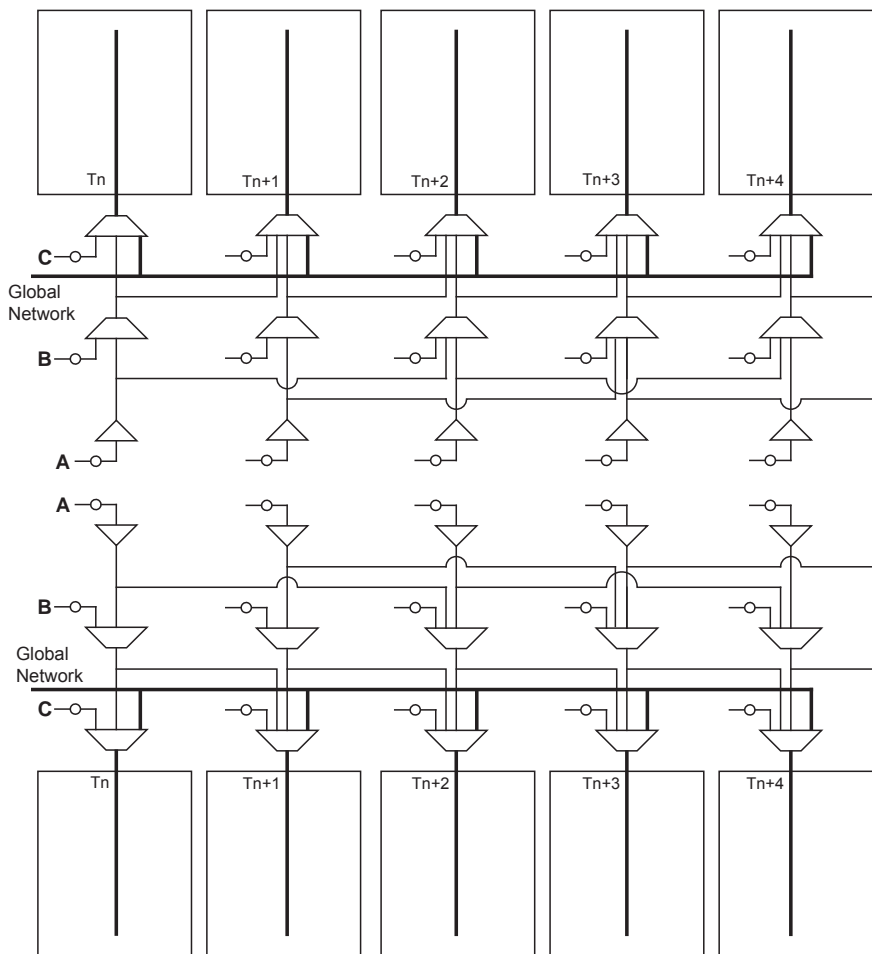 Tn
Tn+1
Tn+2
Tn+3
Tn+4
C
Global
Network
B
A
A
B
Global
Network
C
Tn
Tn+1
Tn+2
Tn+3
Tn+4